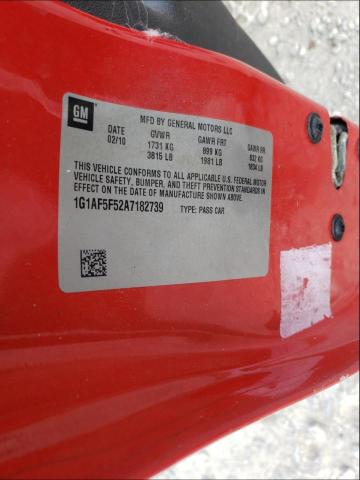 GM
MFD BY GENERAL MOTORS LLC
DATE GVWR GAWR FRT GAWR RR
02/10 1731 KG 899 KG 832 KG
3815 LB 1981 LB 1834 LB
THIS VEHICLE CONFORMS TO ALL APPLICABLE U.S. FEDERAL MOTOR
VEHICLE SAFETY, BUMPER, AND THEFT PREVENTION STANDARDS IN
EFFECT ON THE DATE OF MANUFACTURE SHOWN ABOVE.
1G1AF5F52A7182739 TYPE: PASS CAR